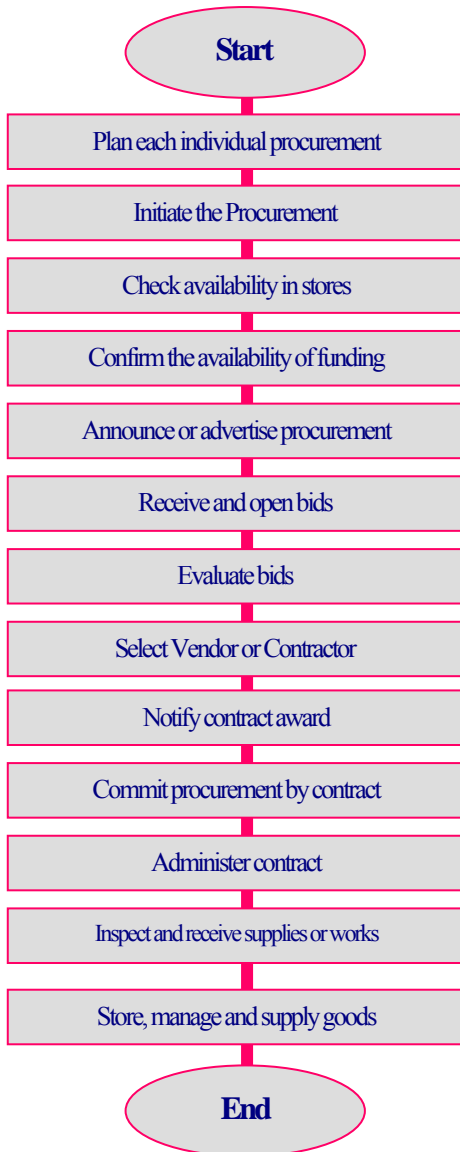 Start
Plan each individual procurement
Initiate the Procurement
Check availability in stores
Confirm the availability of funding
Announce or advertise procurement
Receive and open bids
Evaluate bids
Select Vendor or Contractor
Notify contract award
Commit procurement by contract
Administer contract
Inspect and receive supplies or works
Store, manage and supply goods
End